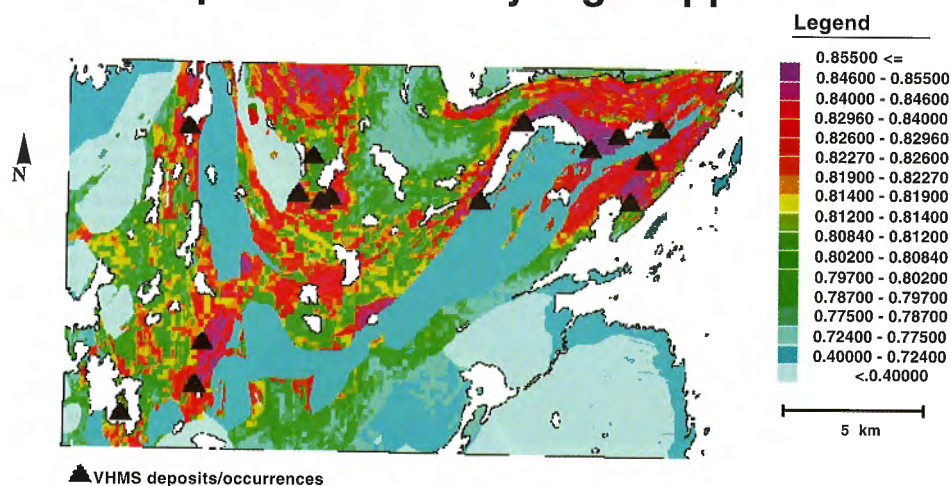 Legend
0.85500 <=
0.84600 - 0.85500
0.84000 - 0.84600
0.82960 - 0.84000
0.82600 - 0.82960
0.82270 - 0.82600
0.81900 - 0.82270
0.81400 - 0.81900
0.81200 - 0.81400
0.80840 - 0.81200
0.80200 - 0.80840
0.79700 - 0.80200
0.78700 - 0.79700
0.77500 - 0.78700
0.72400 - 0.77500
0.40000 - 0.72400
<.0.40000
N
5 km
VHMS deposits/occurrences